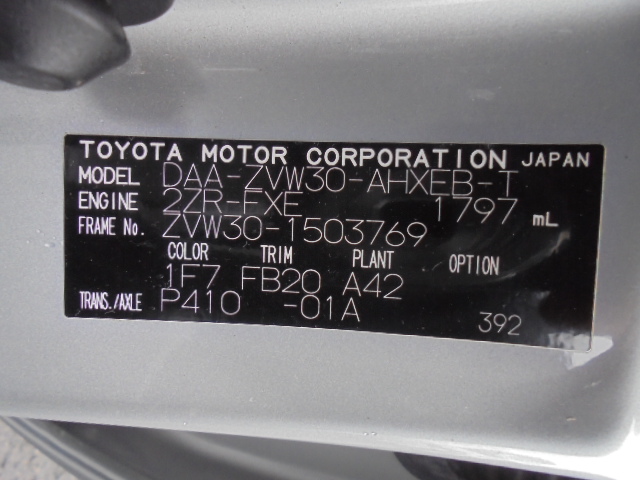 TOYOTA MOTOR CORPORATION JAPAN
MODEL DAA-ZVW30-AHXEB-T
ENGINE 2ZR-FXE 1797 mL
FRAME No. ZVW30-1503769
COLOR TRIM PLANT OPTION
1F7 FB20 A42
TRANS./AXLE P410 -01A
392